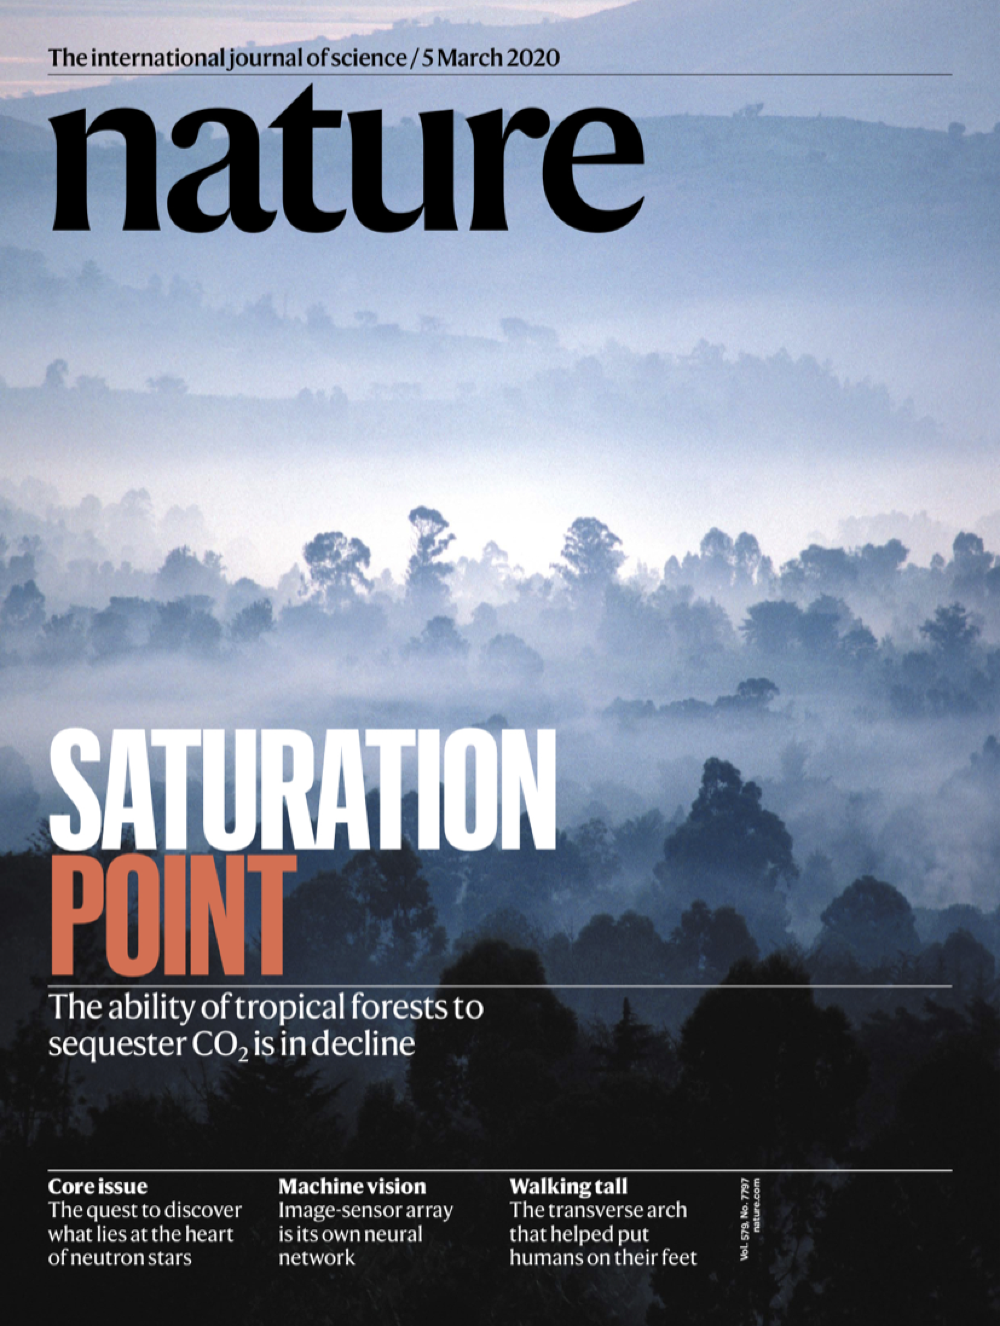 The international journal of science / 5 March 2020
nature
SATURATION
POINT
The ability of tropical forests to
sequester CO₂ is in decline
Core issue
The quest to discover
what lies at the heart
of neutron stars
Machine vision
Image-sensor array
is its own neural
network
Walking tall
The transverse arch
that helped put
humans on their feet
Vol. 579, No. 7797
nature.com